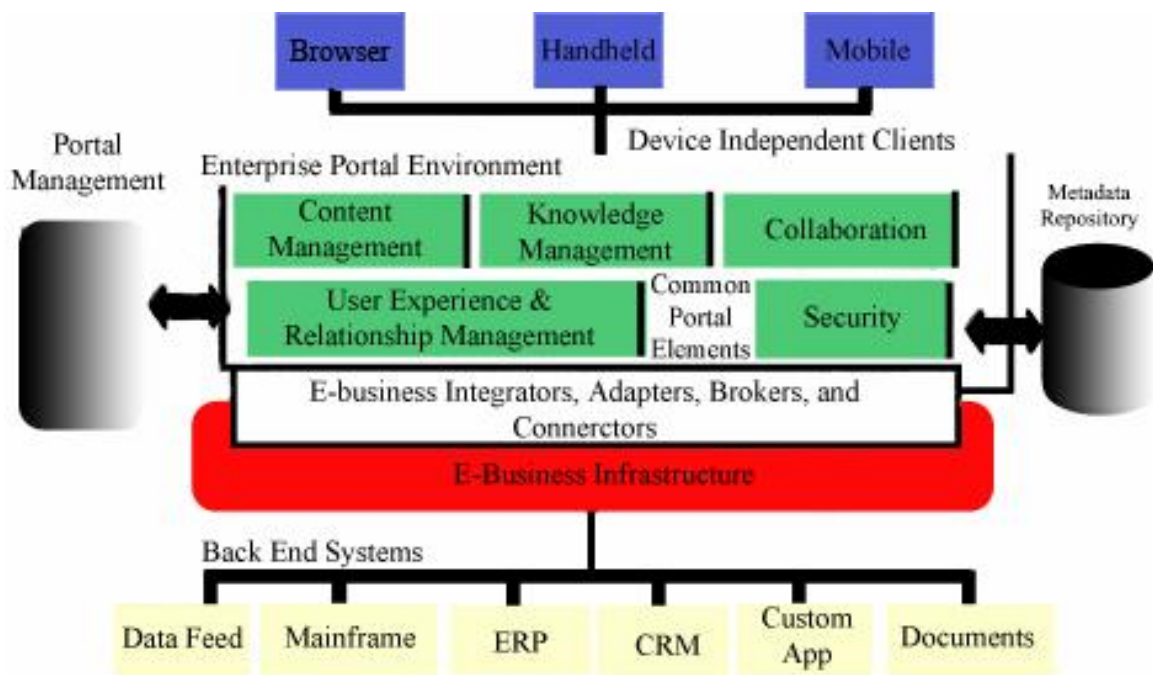 Browser
Handheld
Mobile
Device Independent Clients
Portal
Management
Enterprise Portal Environment
Metadada
Repository
Content
Management
Knowledge
Management
Collaboration
User Experience &
Relationship Management
Common
Portal
Elements
Security
E-business Integrators, Adapters, Brokers, and
Connerctors
E-Business Infrastructure
Back End Systems
Data Feed
Mainframe
ERP
CRM
Custom
App
Documents